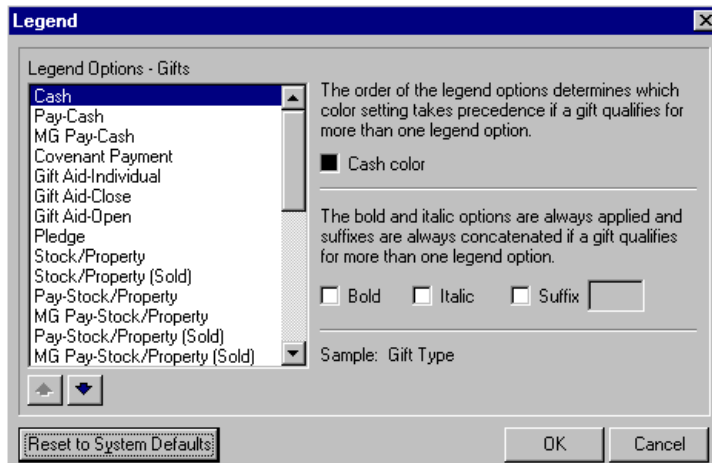 Legend
Legend Options - Gifts
Cash
Pay-Cash
MG Pay-Cash
Covenant Payment
Gift Aid-Individual
Gift Aid-Close
Gift Aid-Open
Pledge
Stock/Property
Stock/Property (Sold)
Pay-Stock/Property
MG Pay-Stock/Property
Pay-Stock/Property (Sold)
MG Pay-Stock/Property (Sold)
The order of the legend options determines which
color setting takes precedence if a gift qualifies for
more than one legend option.
Cash color
The bold and italic options are always applied and
suffixes are always concatenated if a gift qualifies
for more than one legend option.
Bold Italic Suffix
Sample: Gift Type
Reset to System Defaults OK Cancel